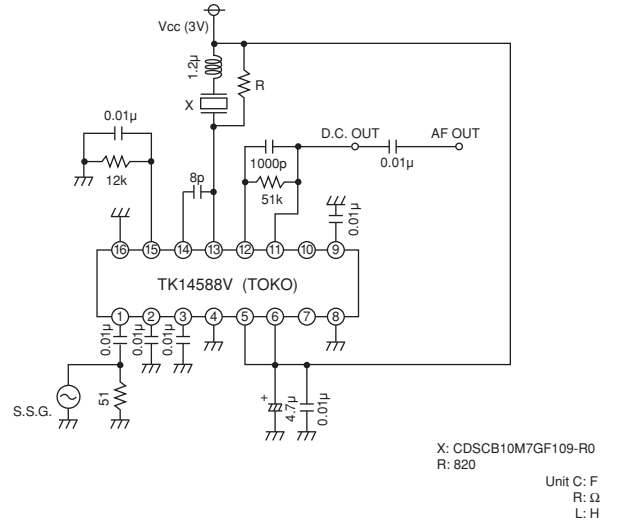 Vcc (3V)
1.2μ
R
X
0.01μ
12k
8p
1000p
51k
D.C. OUT
0.01μ
AF OUT
0.01μ
16 15 14 13 12 11 10 9
TK14588V (TOKO)
1 2 3 4 5 6 7 8
0.01μ
0.01μ
0.01μ
S.S.G.
51
+
4.7μ
0.01μ
X: CDSCB10M7GF109-R0
R: 820
Unit C: F
R: Ω
L: H